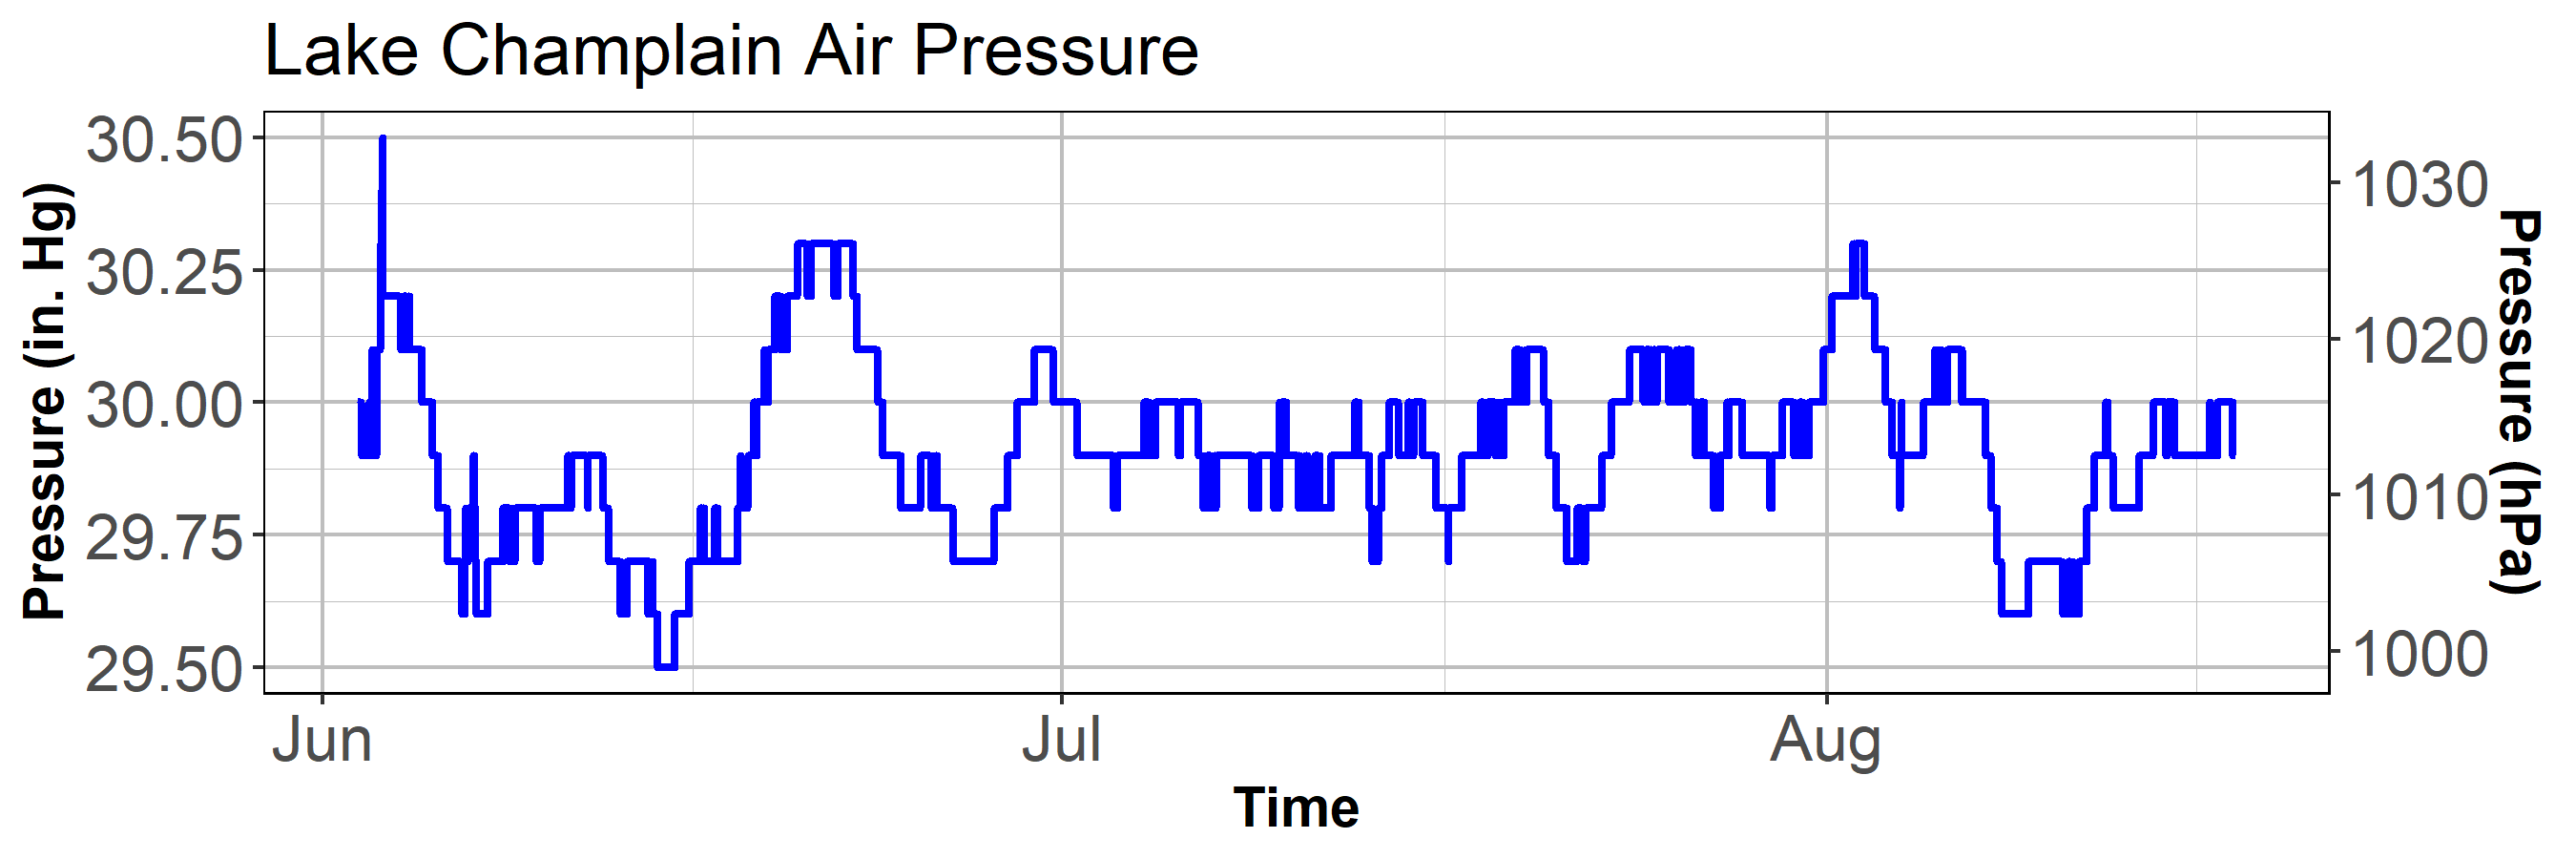 Lake Champlain Air Pressure
Pressure (in. Hg)
30.50
30.25
30.00
29.75
29.50
1030
1020
1010
1000
Pressure (hPa)
Jun Jul Aug
Time